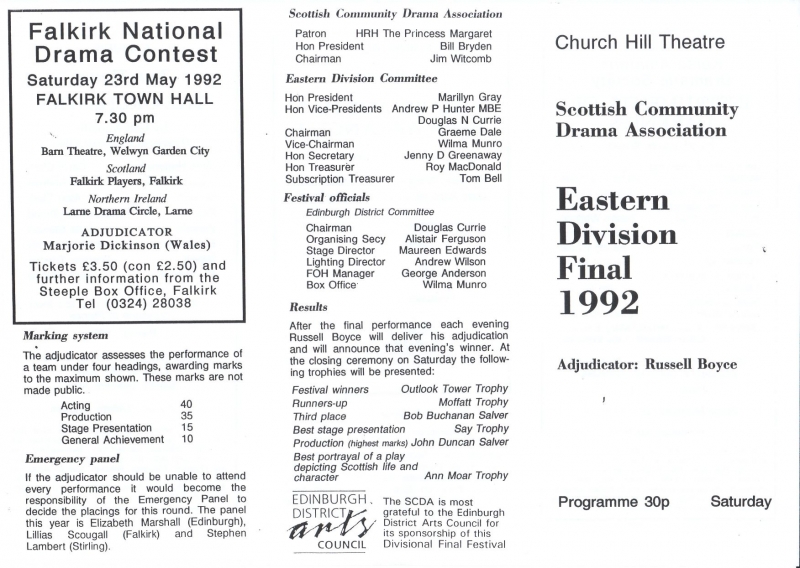 Falkirk National
Drama Contest
Saturday 23rd May 1992
FALKIRK TOWN HALL
7.30 pm
England
Barn Theatre, Welwyn Garden City
Scotland
Falkirk Players, Falkirk
Northern Ireland
Larne Drama Circle, Larne
ADJUDICATOR
Marjorie Dickinson (Wales)
Tickets £3.50 (con £2.50) and
further information from the
Steeple Box Office, Falkirk
Tel (0324) 28038
Marking system
The adjudicator assesses the performance of
a team under four headings, awarding marks
to the maximum shown. These marks are not
made public.
Acting 40
Production 35
Stage Presentation 15
General Achievement 10
Emergency panel
If the adjudicator should be unable to attend
every performance it would become the
responsibility of the Emergency Panel to
decide the placings for this round. The panel
this year is Elizabeth Marshall (Edinburgh),
Lillias Scougall (Falkirk) and Stephen
Lambert (Stirling).
Scottish Community Drama Association
Patron HRH The Princess Margaret
Hon President Bill Bryden
Chairman Jim Witcomb
Eastern Division Committee
Hon President Marillyn Gray
Hon Vice-Presidents Andrew P Hunter MBE
Douglas N Currie
Chairman Graeme Dale
Vice-Chairman Wilma Munro
Hon Secretary Jenny D Greenaway
Hon Treasurer Roy MacDonald
Subscription Treasurer Tom Bell
Festival officials
Edinburgh District Committee
Chairman Douglas Currie
Organising Secy Alistair Ferguson
Stage Director Maureen Edwards
Lighting Director Andrew Wilson
FOH Manager George Anderson
Box Office Wilma Munro
Results
After the final performance each evening
Russell Boyce will deliver his adjudication
and will announce that evening's winner. At
the closing ceremony on Saturday the follow-
ing trophies will be presented:
Festival winners Outlook Tower Trophy
Runners-up Moffatt Trophy
Third place Bob Buchanan Salver
Best stage presentation Say Trophy
Production (highest marks) John Duncan Salver
Best portrayal of a play
depicting Scottish life and
character Ann Moar Trophy
EDINBURGH
DISTRICT
arts
COUNCIL
The SCDA is most
grateful to the Edinburgh
District Arts Council for
its sponsorship of this
Divisional Final Festival
Church Hill Theatre
Scottish Community
Drama Association
Eastern
Division
Final
1992
Adjudicator: Russell Boyce
Programme 30p Saturday